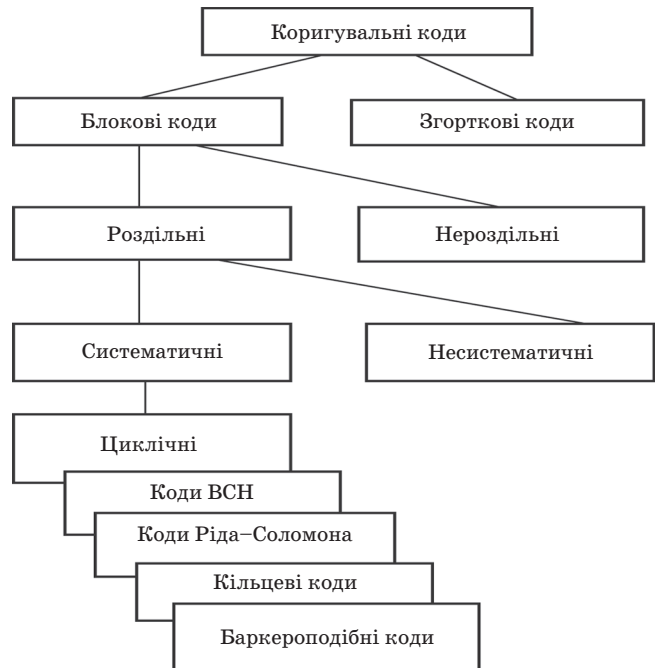 Коригувальні коди
Блокові коди
Згорткові коди
Роздільні
Нероздільні
Систематичні
Несистематичні
Циклічні
Коди BCH
Коди Ріда–Соломона
Кільцеві коди
Баркероподібні коди